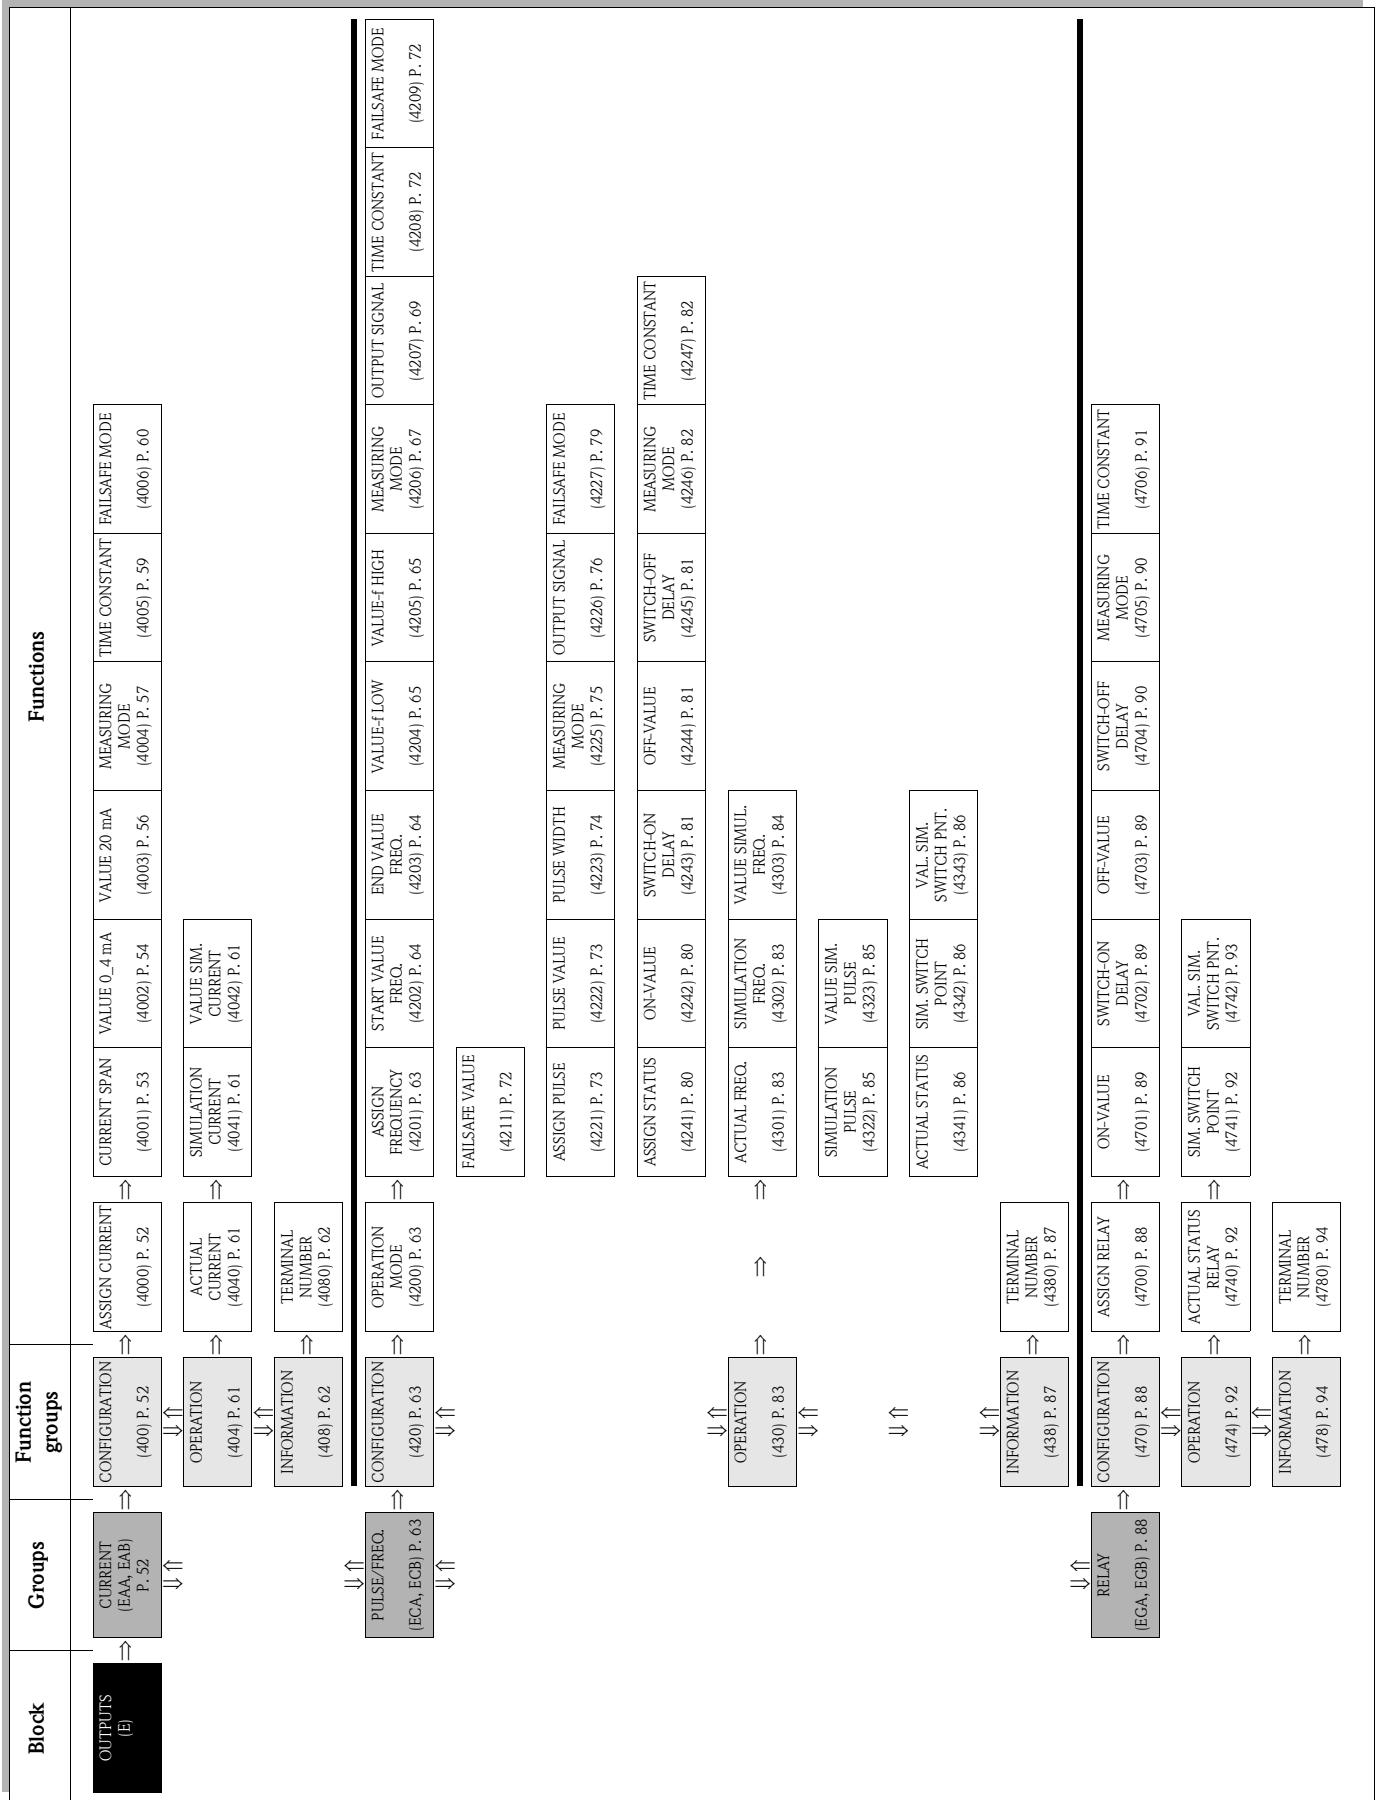 Block
Groups
Function
groups
Functions
OUTPUTS
(E)
⇒
CURRENT
(EAA, EAB)
P. 52
⇒
CONFIGURATION
(400) P. 52
⇒
ASSIGN CURRENT
(4000) P. 52
⇒
CURRENT SPAN
(4001) P. 53
VALUE 0_4 mA
(4002) P. 54
VALUE 20 mA
(4003) P. 56
MEASURING
MODE
(4004) P. 57
TIME CONSTANT
(4005) P. 59
FAILSAFE MODE
(4006) P. 60
OPERATION
(404) P. 61
⇒
ACTUAL
CURRENT
(4040) P. 61
⇒
SIMULATION
CURRENT
(4041) P. 61
VALUE SIM.
CURRENT
(4042) P. 61
INFORMATION
(408) P. 62
⇒
TERMINAL
NUMBER
(4080) P. 62
PULSE/FREQ.
(ECA, ECB) P. 63
⇒
CONFIGURATION
(420) P. 63
⇒
OPERATION
MODE
(4200) P. 63
⇒
ASSIGN
FREQUENCY
(4201) P. 63
START VALUE
FREQ.
(4202) P. 64
END VALUE
FREQ.
(4203) P. 64
VALUE-f LOW
(4204) P. 65
VALUE-f HIGH
(4205) P. 65
MEASURING
MODE
(4206) P. 67
OUTPUT SIGNAL
(4207) P. 69
TIME CONSTANT
(4208) P. 72
FAILSAFE MODE
(4209) P. 72
FAILSAFE VALUE
(4211) P. 72
ASSIGN PULSE
(4221) P. 73
PULSE VALUE
(4222) P. 73
PULSE WIDTH
(4223) P. 74
MEASURING
MODE
(4225) P. 75
OUTPUT SIGNAL
(4226) P. 76
FAILSAFE MODE
(4227) P. 79
ASSIGN STATUS
(4241) P. 80
ON-VALUE
(4242) P. 80
SWITCH-ON
DELAY
(4243) P. 81
OFF-VALUE
(4244) P. 81
SWITCH-OFF
DELAY
(4245) P. 81
MEASURING
MODE
(4246) P. 82
TIME CONSTANT
(4247) P. 82
OPERATION
(430) P. 83
⇒
⇒
⇒
ACTUAL FREQ.
(4301) P. 83
SIMULATION
FREQ.
(4302) P. 83
VALUE SIMUL.
FREQ.
(4303) P. 84
SIMULATION
PULSE
(4322) P. 85
VALUE SIM.
PULSE
(4323) P. 85
ACTUAL STATUS
(4341) P. 86
SIM. SWITCH
POINT
(4342) P. 86
VAL. SIM.
SWITCH PNT.
(4343) P. 86
INFORMATION
(438) P. 87
⇒
TERMINAL
NUMBER
(4380) P. 87
RELAY
(EGA, EGB) P. 88
⇒
CONFIGURATION
(470) P. 88
⇒
ASSIGN RELAY
(4700) P. 88
⇒
ON-VALUE
(4701) P. 89
SWITCH-ON
DELAY
(4702) P. 89
OFF-VALUE
(4703) P. 89
SWITCH-OFF
DELAY
(4704) P. 90
MEASURING
MODE
(4705) P. 90
TIME CONSTANT
(4706) P. 91
OPERATION
(474) P. 92
⇒
ACTUAL STATUS
RELAY
(4740) P. 92
⇒
SIM. SWITCH
POINT
(4741) P. 92
VAL. SIM.
SWITCH PNT.
(4742) P. 93
INFORMATION
(478) P. 94
⇒
TERMINAL
NUMBER
(4780) P. 94